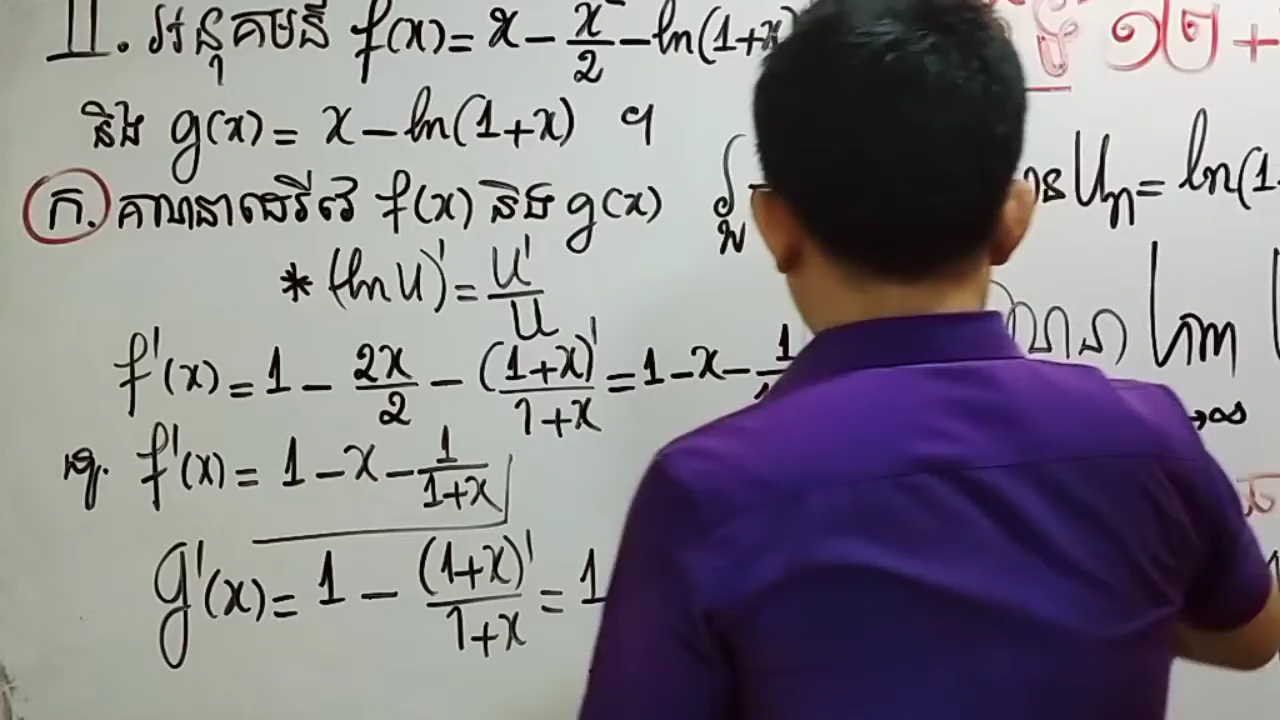 II. អនុគមន៍ f(x) = x - x²/2 - ln(1+x
និង g(x) = x - ln(1+x) ។
ក. គណនាដេរីវេ f(x) និង g(x)
* (ln U)' = U'/U
f'(x) = 1 - 2x/2 - (1+x)'/1+x = 1 - x - 1/
ដូ. f'(x) = 1 - x - 1/1+x
g'(x) = 1 - (1+x)'/1+x = 1
១២ +
Un = ln(1
lim
→∞